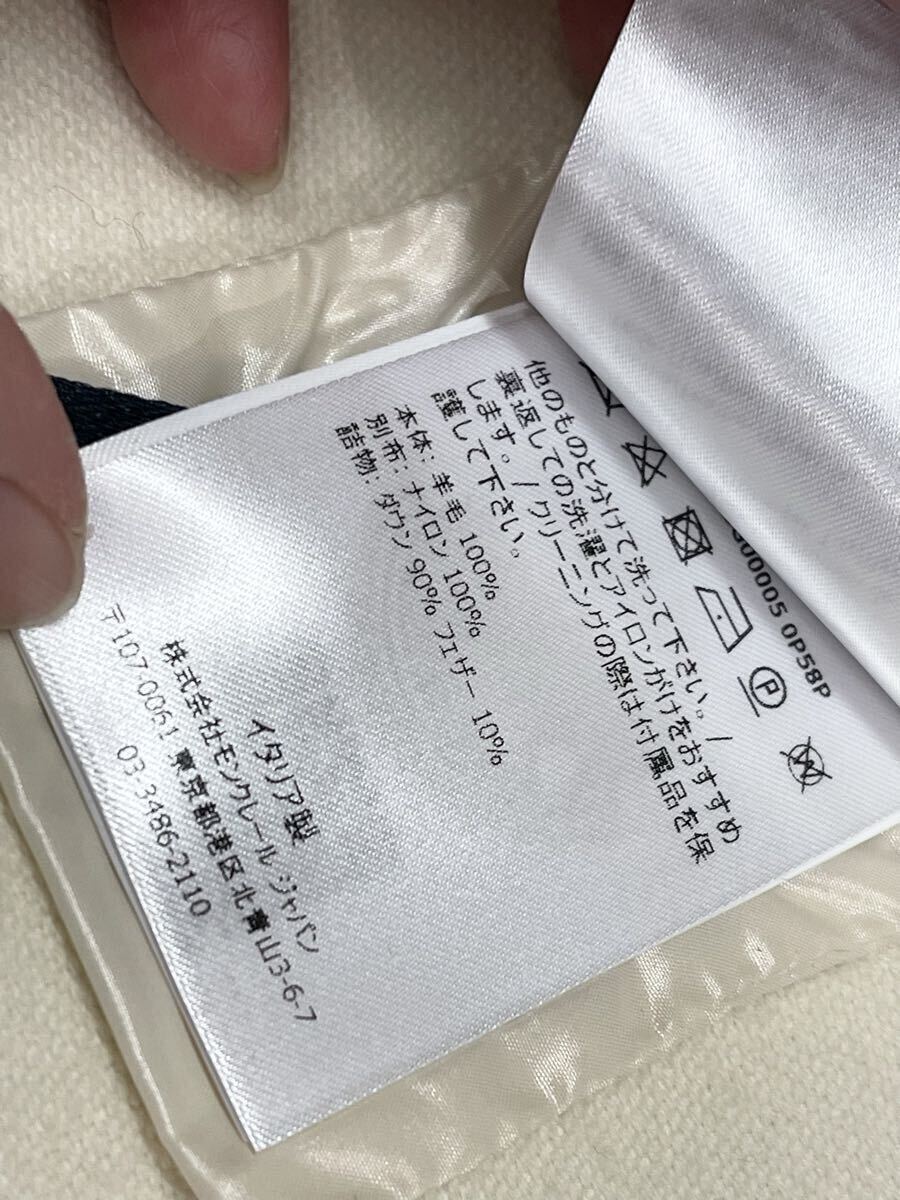 G00005 0P58P
P
他のものと分けて洗って下さい。/
裏返しての洗濯とアイロンがけをおすすめ
します。/ クリーニングの際は付属品を保
護して下さい。
本体: 羊毛 100%
別布: ナイロン 100%
詰物: ダウン 90% フェザー 10%
イタリア製
株式会社モンクレール ジャパン
〒107-0061 東京都港区北青山3-6-7
03-3486-2110